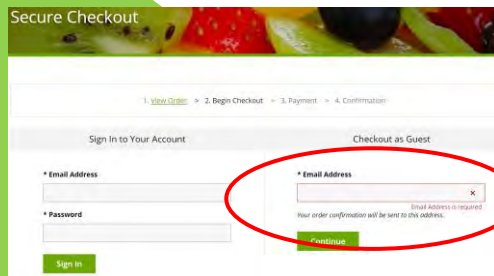 Secure Checkout
1. View Order > 2. Begin Checkout > 3. Payment > 4. Confirmation
Sign In to Your Account
* Email Address
* Password
Sign In
Checkout as Guest
* Email Address
×
Email Address is required
Your order confirmation will be sent to this address.
Continue